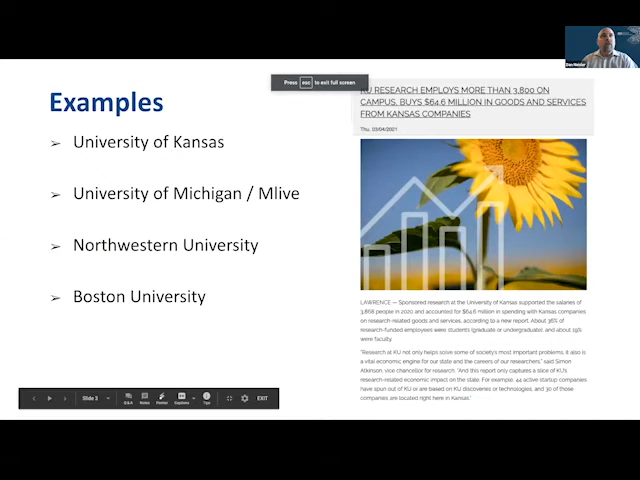 Dan Nessler
Press esc to exit full screen
Examples
➢ University of Kansas
➢ University of Michigan / Mlive
➢ Northwestern University
➢ Boston University
KU RESEARCH EMPLOYS MORE THAN 3,800 ON
CAMPUS, BUYS $64.6 MILLION IN GOODS AND SERVICES
FROM KANSAS COMPANIES
Thu, 03/04/2021
LAWRENCE — Sponsored research at the University of Kansas supported the salaries of
3,868 people in 2020 and accounted for $64.6 million in spending with Kansas companies
on research-related goods and services, according to a new report. About 36% of
research-funded employees were students (graduate or undergraduate), and about 19%
were faculty.
"Research at KU not only helps solve some of society's most important problems, it also is
a vital economic engine for our state and the careers of our researchers," said Simon
Atkinson, vice chancellor for research. "And this report only captures a slice of KU's
research-related economic impact on the state. For example, 44 active startup companies
have spun out of KU or are based on KU discoveries or technologies, and 30 of those
companies are located right here in Kansas."
Slide 3
Q&A
Notes
Pointer
Captions
Tips
EXIT